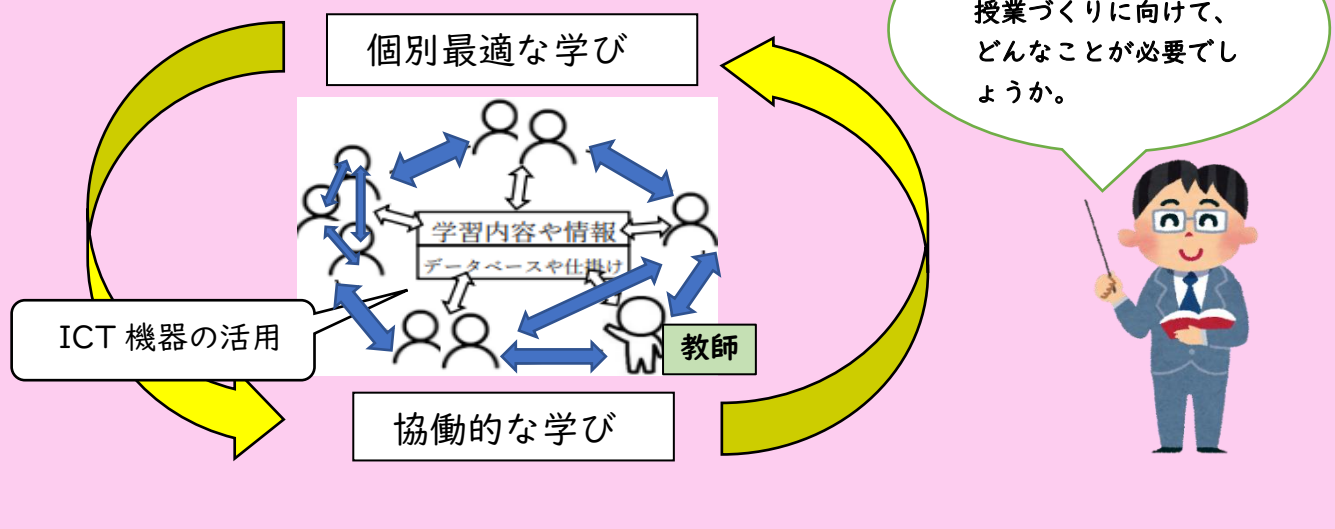 個別最適な学び
授業づくりに向けて、
どんなことが必要でし
ょうか。
学習内容や情報
データベースや仕掛け
ICT 機器の活用
教師
協働的な学び